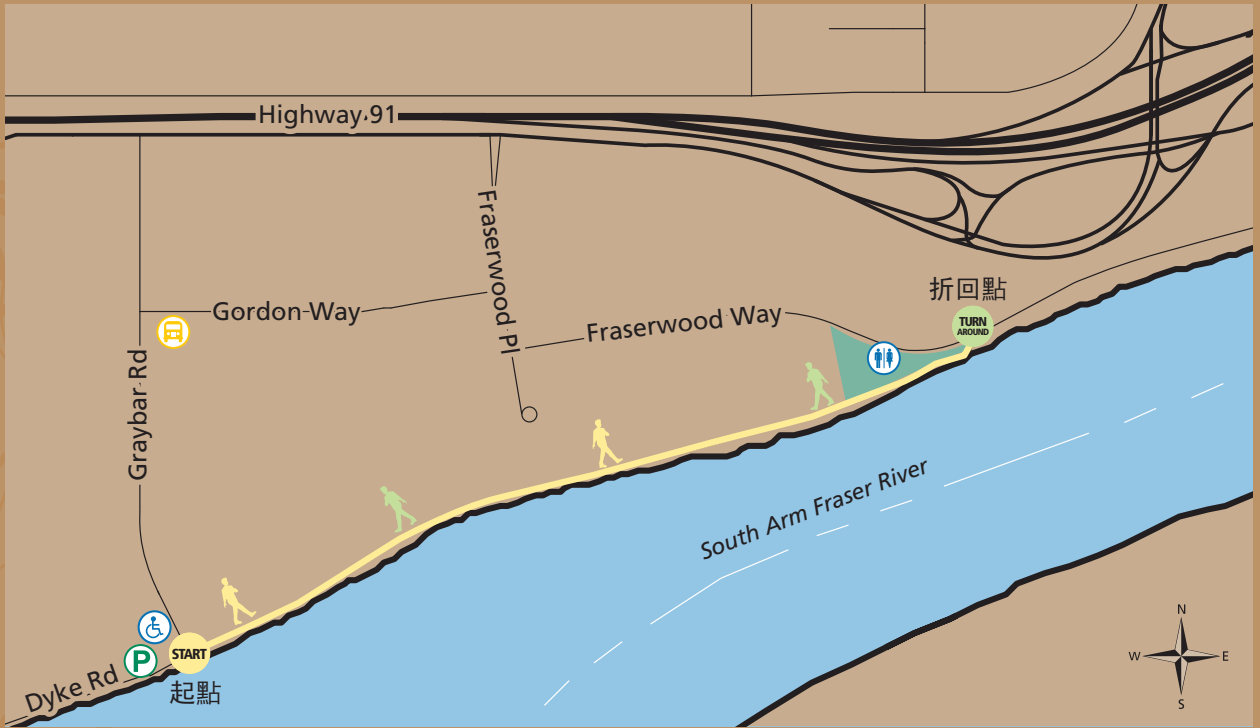 Highway 91
Fraserwood Pl
折回點
Gordon Way
Fraserwood Way
TURN
AROUND
Graybar Rd
South Arm Fraser River
P
START
Dyke Rd
起點
N
W
E
S